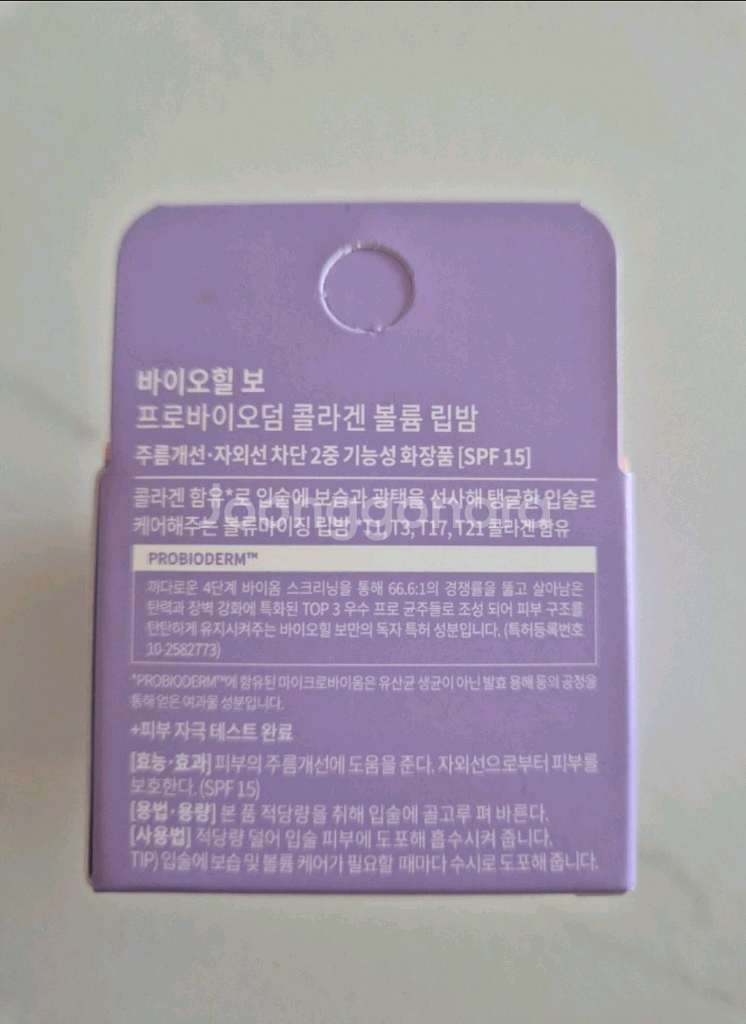 바이오힐 보
프로바이오덤 콜라겐 볼륨 립밤
주름개선·자외선 차단 2중 기능성 화장품 [SPF 15]
콜라겐 함유*로 입술에 보습과 광택을 선사해 탱글한 입술로
케어해주는 볼류마이징 립밤 *T1, T3, T17, T21 콜라겐 함유
Joonggonara
PROBIODERM™
까다로운 4단계 바이옴 스크리닝을 통해 66.6:1의 경쟁률을 뚫고 살아남은
탄력과 장벽 강화에 특화된 TOP 3 우수 프로 균주들로 조성 되어 피부 구조를
탄탄하게 유지시켜주는 바이오힐 보만의 독자 특허 성분입니다. (특허등록번호
10-2582773)
*PROBIODERM™에 함유된 마이크로바이옴은 유산균 생균이 아닌 발효 용해 등의 공정을
통해 얻은 여과물 성분입니다.
+피부 자극 테스트 완료
[효능·효과] 피부의 주름개선에 도움을 준다. 자외선으로부터 피부를
보호한다. (SPF 15)
[용법·용량] 본 품 적당량을 취해 입술에 골고루 펴 바른다.
[사용법] 적당량 덜어 입술 피부에 도포해 흡수시켜 줍니다.
TIP) 입술에 보습 및 볼륨 케어가 필요할 때마다 수시로 도포해 줍니다.